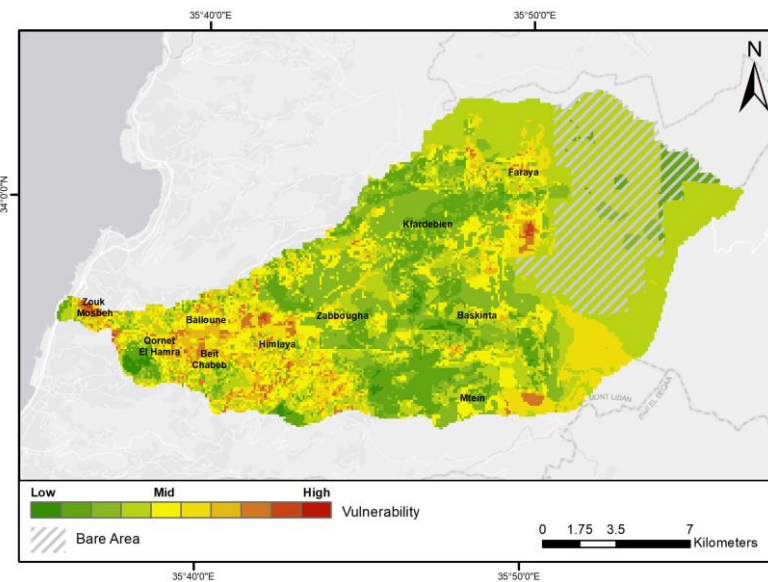 35°40'0"E
35°50'0"E
N
34°0'0"N
Faraya
Kfardebien
Zouk
Mosbeh
Balloune
Zabbougha
Baskinta
Qornet
El Hamra
Beit
Chabeb
Himlaya
Mtein
MONT LIBAN
Low
Mid
High
Vulnerability
Bare Area
0 1.75 3.5 7
Kilometers
35°40'0"E
35°50'0"E